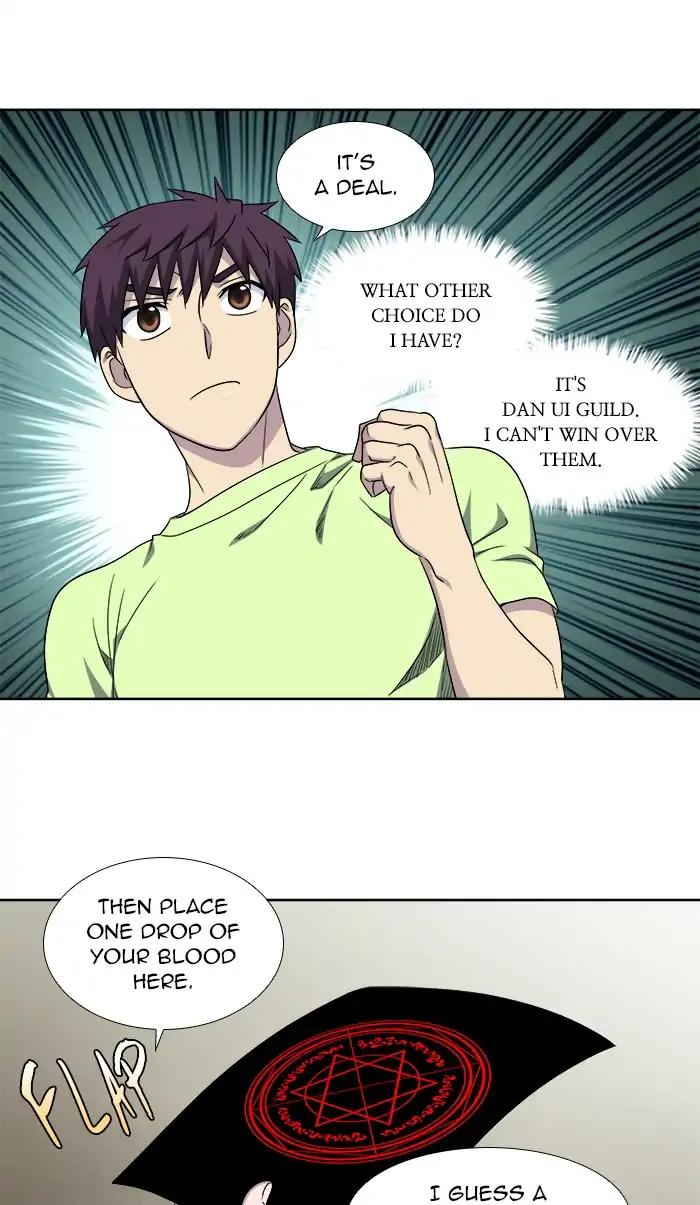 IT'S
A DEAL.
WHAT OTHER
CHOICE DO
I HAVE?
IT'S
DAN UI GUILD.
I CAN'T WIN OVER
THEM.
THEN PLACE
ONE DROP OF
YOUR BLOOD
HERE.
FLAP
I GUESS A